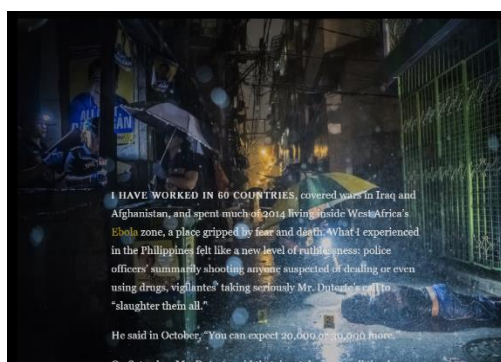 ALI
I HAVE WORKED IN 60 COUNTRIES, covered wars in Iraq and
Afghanistan, and spent much of 2014 living inside West Africa's
Ebola zone, a place gripped by fear and death. What I experienced
in the Philippines felt like a new level of ruthlessness: police
officers' summarily shooting anyone suspected of dealing or even
using drugs, vigilantes' taking seriously Mr. Duterte's call to
“slaughter them all.”
He said in October, “You can expect 20,000 or 30,000 more.”